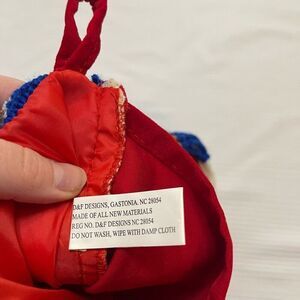 D&F DESIGNS, GASTONIA, NC 28054
MADE OF ALL NEW MATERIALS
REG NO. D&F DESIGNS NC 28054
DO NOT WASH, WIPE WITH DAMP CLOTH